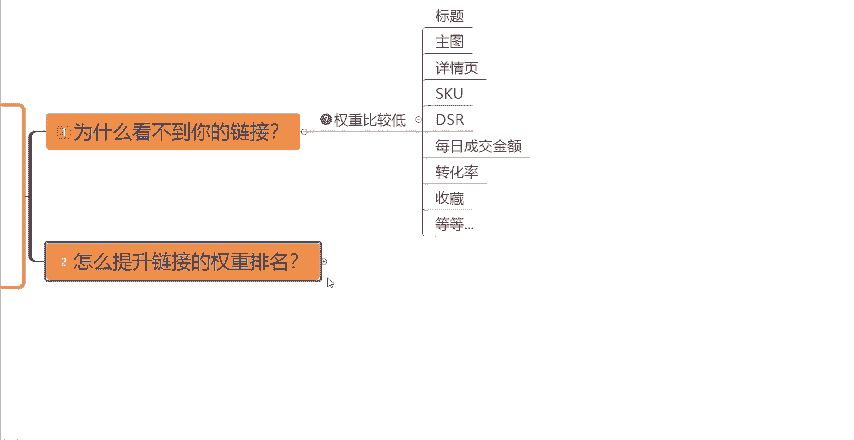 标题
主图
详情页
SKU
1 为什么看不到你的链接？
权重比较低
DSR
每日成交金额
转化率
收藏
等等...
2 怎么提升链接的权重排名？